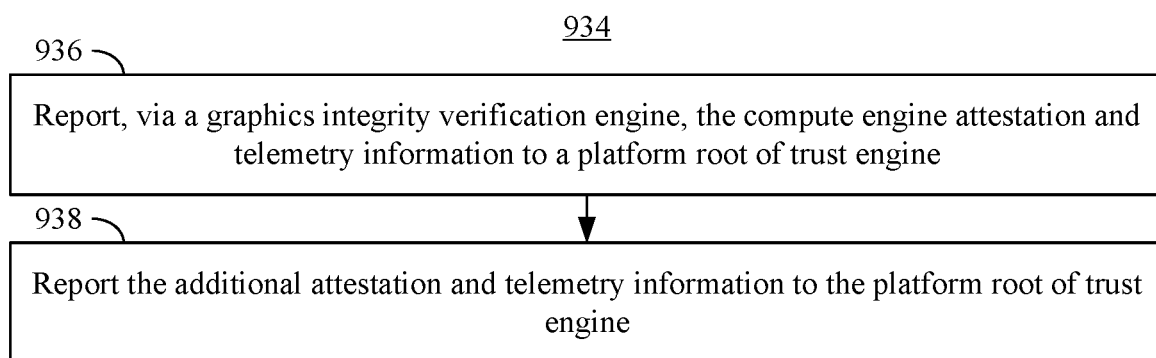 934
936
Report, via a graphics integrity verification engine, the compute engine attestation and
telemetry information to a platform root of trust engine
938
Report the additional attestation and telemetry information to the platform root of trust
engine